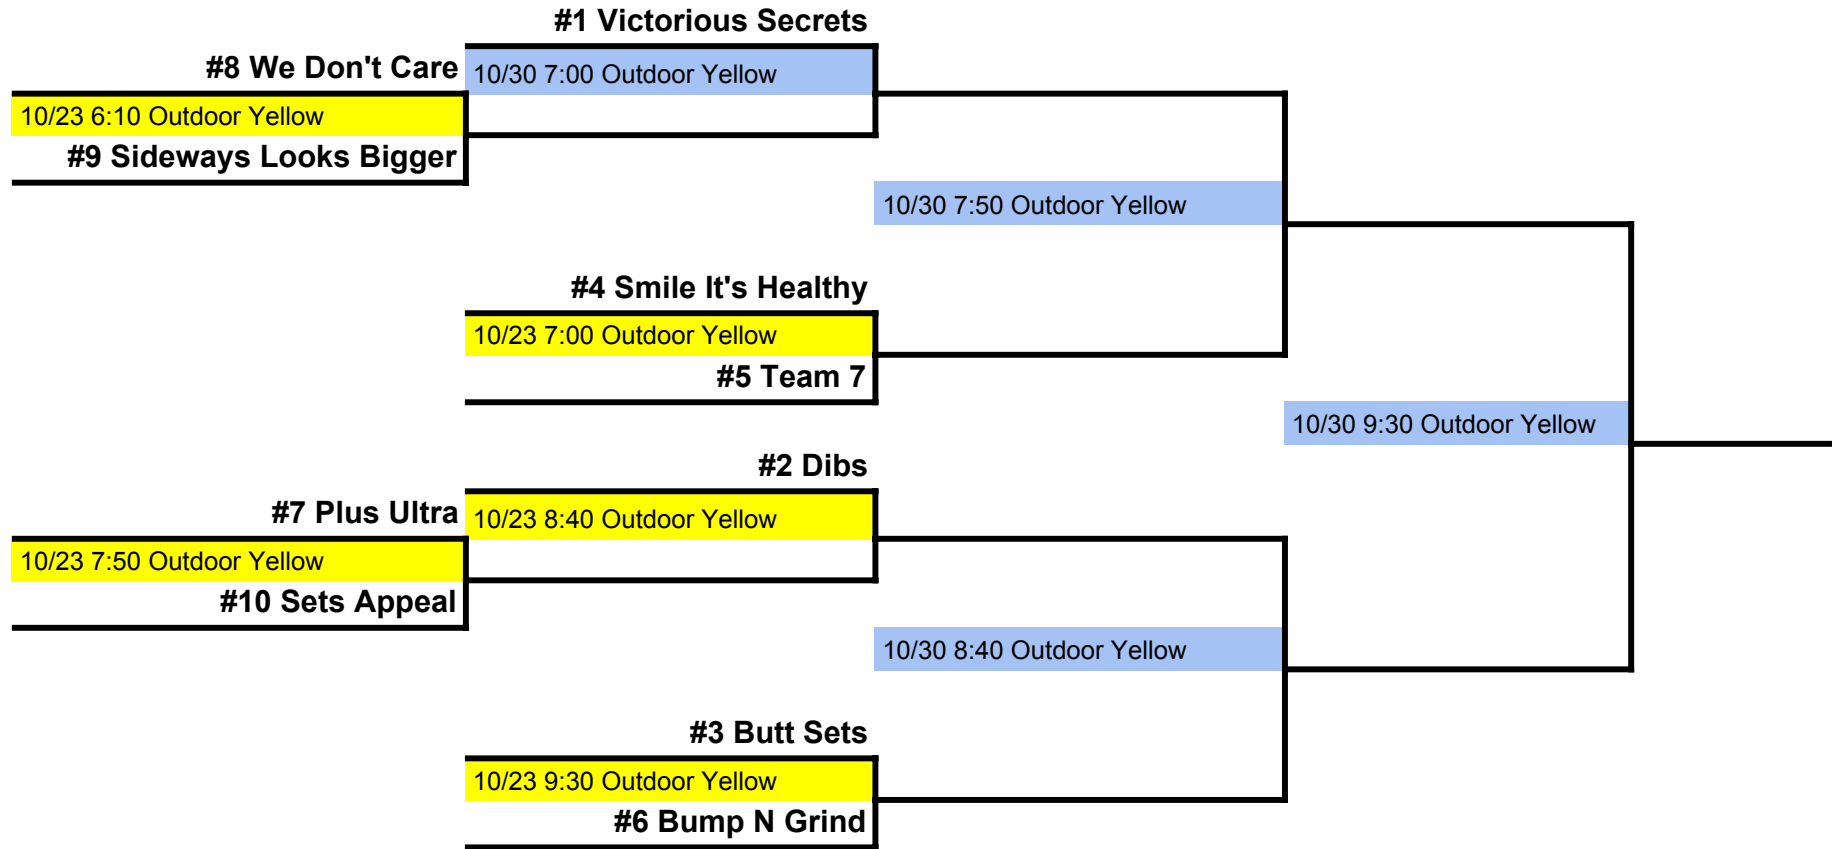 #1 Victorious Secrets
#8 We Don't Care
10/30 7:00 Outdoor Yellow
10/23 6:10 Outdoor Yellow
#9 Sideways Looks Bigger
10/30 7:50 Outdoor Yellow
#4 Smile It's Healthy
10/23 7:00 Outdoor Yellow
#5 Team 7
10/30 9:30 Outdoor Yellow
#2 Dibs
#7 Plus Ultra
10/23 8:40 Outdoor Yellow
10/23 7:50 Outdoor Yellow
#10 Sets Appeal
10/30 8:40 Outdoor Yellow
#3 Butt Sets
10/23 9:30 Outdoor Yellow
#6 Bump N Grind